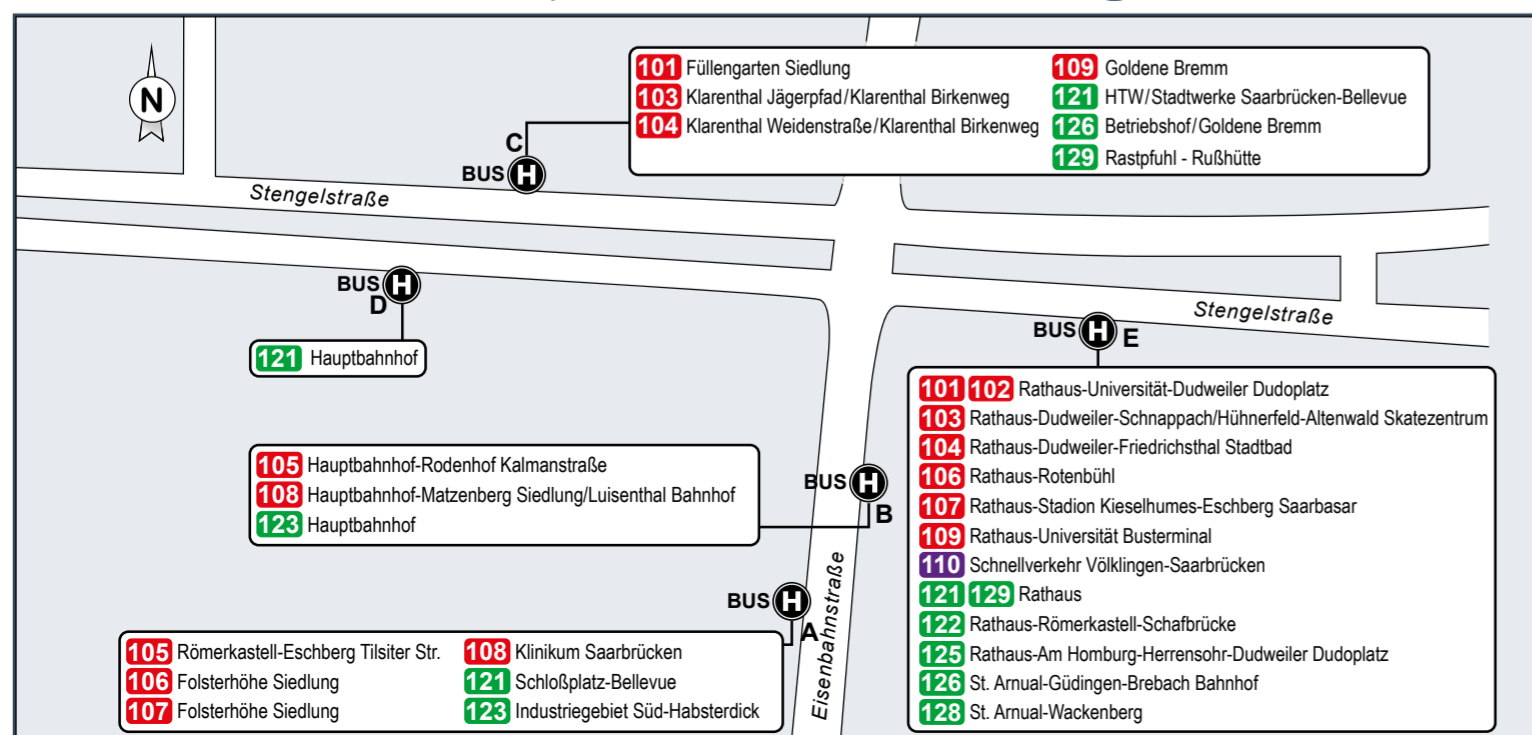 N
C
BUS H
101 Füllengarten Siedlung
103 Klarenthal Jägerpfad/Klarenthal Birkenweg
104 Klarenthal Weidenstraße/Klarenthal Birkenweg
109 Goldene Bremm
121 HTW/Stadtwerke Saarbrücken-Bellevue
126 Betriebshof/Goldene Bremm
129 Rastpfuhl - Rußhütte
Stengelstraße
BUS H
D
121 Hauptbahnhof
Stengelstraße
BUS H E
101 102 Rathaus-Universität-Dudweiler Dudoplatz
103 Rathaus-Dudweiler-Schnappach/Hühnerfeld-Altenwald Skatezentrum
104 Rathaus-Dudweiler-Friedrichsthal Stadtbad
106 Rathaus-Rotenbühl
107 Rathaus-Stadion Kieselhumes-Eschberg Saarbasar
109 Rathaus-Universität Busterminal
110 Schnellverkehr Völklingen-Saarbrücken
121 129 Rathaus
122 Rathaus-Römerkastell-Schafbrücke
125 Rathaus-Am Homburg-Herrensohr-Dudweiler Dudoplatz
126 St. Arnual-Güdingen-Brebach Bahnhof
128 St. Arnual-Wackenberg
105 Hauptbahnhof-Rodenhof Kalmanstraße
108 Hauptbahnhof-Matzenberg Siedlung/Luisenthal Bahnhof
123 Hauptbahnhof
BUS H
B
Eisenbahnstraße
BUS H
A
105 Römerkastell-Eschberg Tilsiter Str.
106 Folsterhöhe Siedlung
107 Folsterhöhe Siedlung
108 Klinikum Saarbrücken
121 Schloßplatz-Bellevue
123 Industriegebiet Süd-Habsterdick